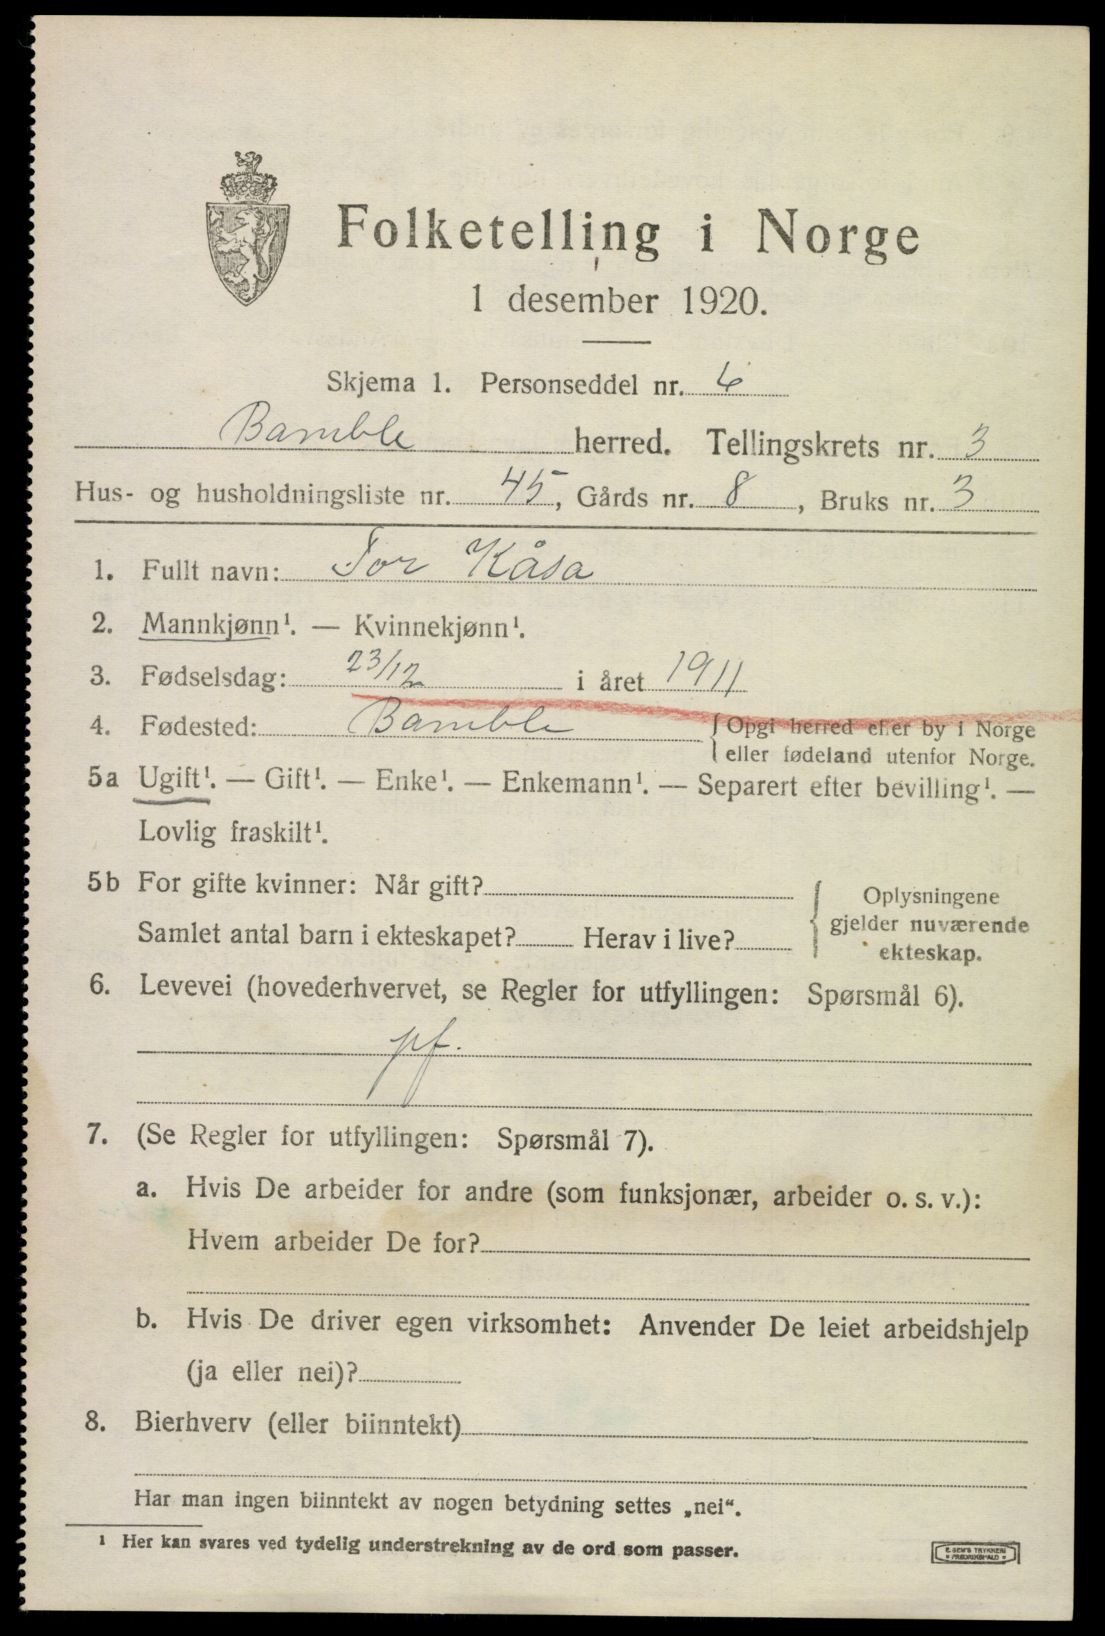 Folketelling i Norge
1 desember 1920.
Skjema 1. Personseddel nr. 6
Bamble herred. Tellingskrets nr. 3
Hus- og husholdningsliste nr. 45, Gårds nr. 8, Bruks nr. 3
1. Fullt navn: Tor Kåsa
2. Mannkjønn¹. — Kvinnekjønn¹.
3. Fødselsdag: 23/12 i året 1911
4. Fødested: Bamble { Opgi herred eller by i Norge
eller fødeland utenfor Norge.
5a Ugift¹. — Gift¹. — Enke¹. — Enkemann¹. — Separert efter bevilling¹. —
Lovlig fraskilt¹.
5b For gifte kvinner: Når gift?
Samlet antal barn i ekteskapet? Herav i live?
{ Oplysningene
gjelder nuværende
ekteskap.
6. Levevei (hovederhvervet, se Regler for utfyllingen: Spørsmål 6).
pf.
7. (Se Regler for utfyllingen: Spørsmål 7).
a. Hvis De arbeider for andre (som funksjonær, arbeider o. s. v.):
Hvem arbeider De for?
b. Hvis De driver egen virksomhet: Anvender De leiet arbeidshjelp
(ja eller nei)?
8. Bierhverv (eller biinntekt)
Har man ingen biinntekt av nogen betydning settes „nei“.
¹ Her kan svares ved tydelig understrekning av de ord som passer.
E. SEM'S TRYKKERI
FREDRIKSHALD